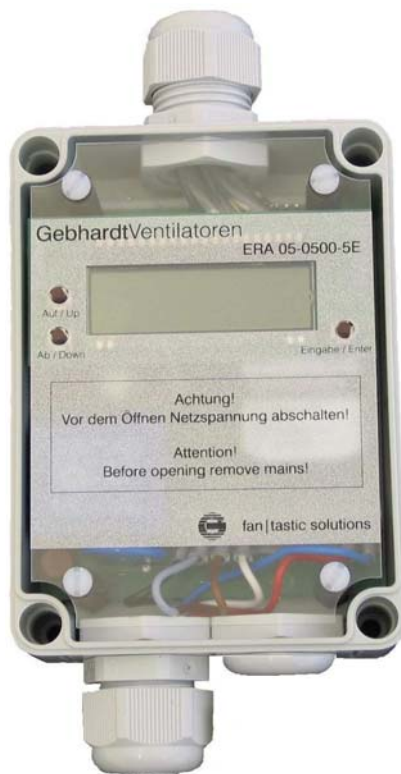 GebhardtVentilatoren
ERA 05-0500-5E
Auf / Up
Ab / Down
Eingabe / Enter
Achtung!
Vor dem Öffnen Netzspannung abschalten!
Attention!
Before opening remove mains!
fan|tastic solutions